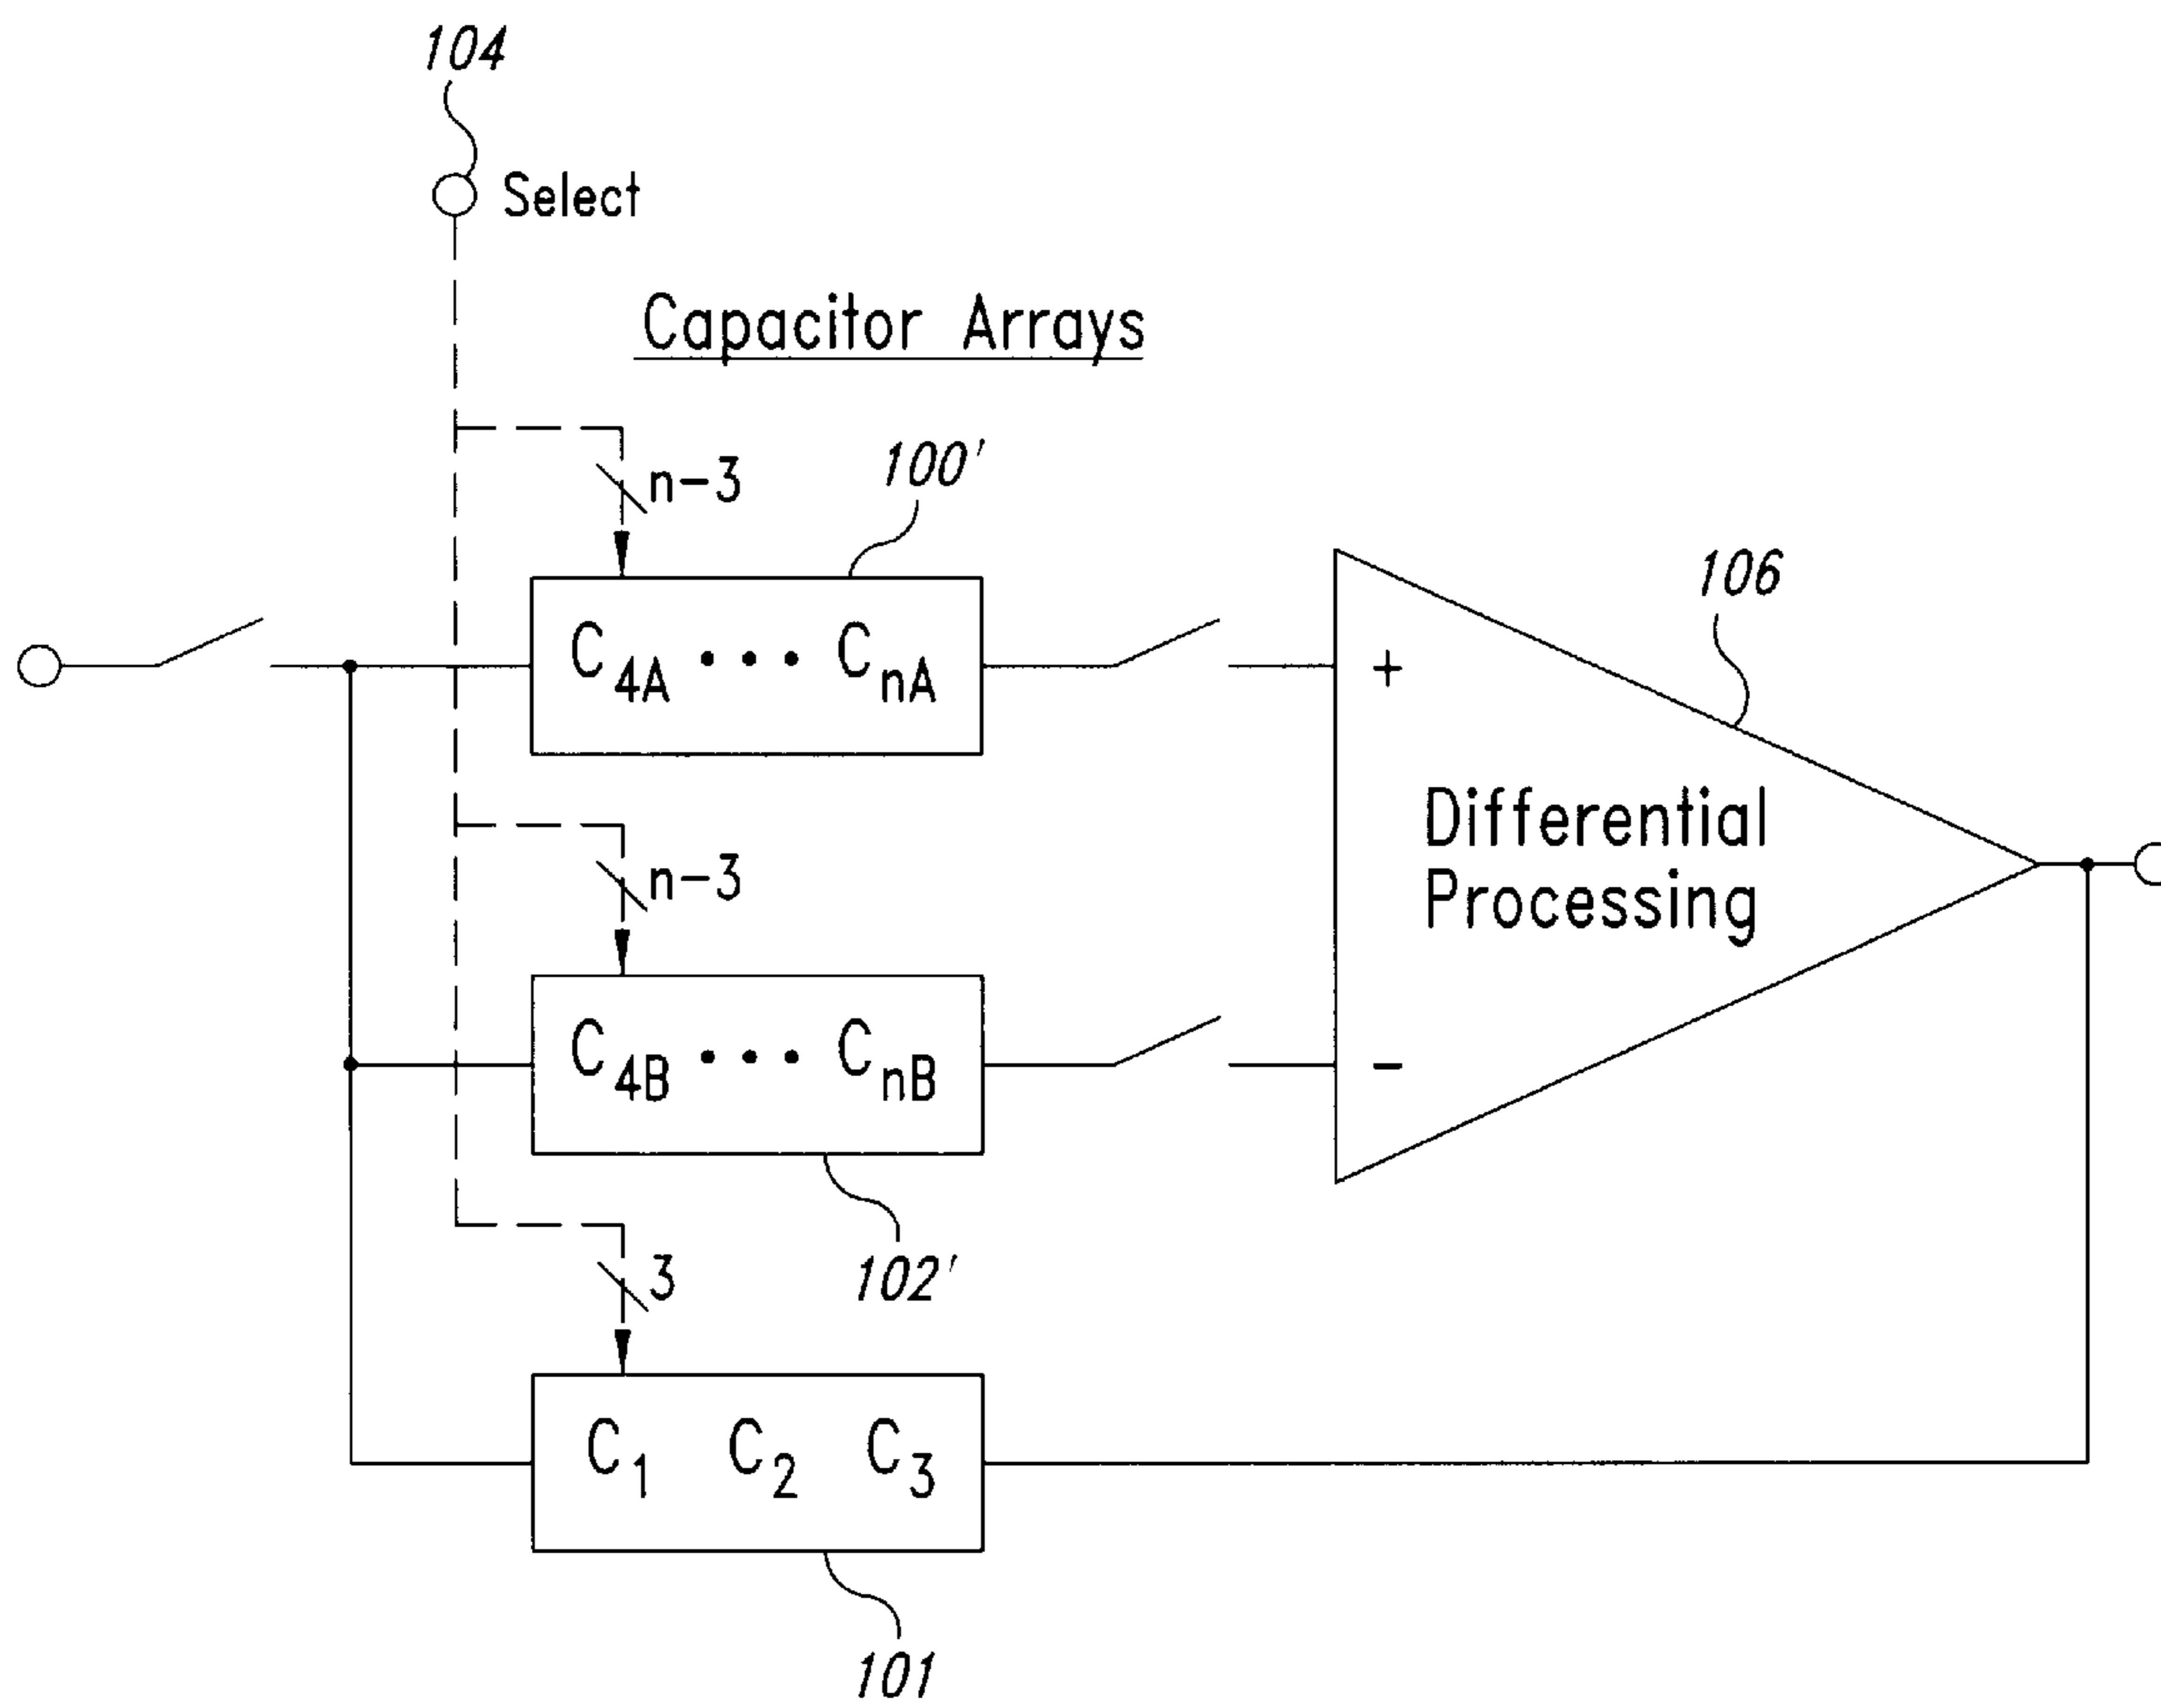 104
Select
Capacitor Arrays
n-3
100'
106
C4A • • • CnA
+
Differential
Processing
n-3
C4B • • • CnB
-
102'
3
C1 C2 C3
101